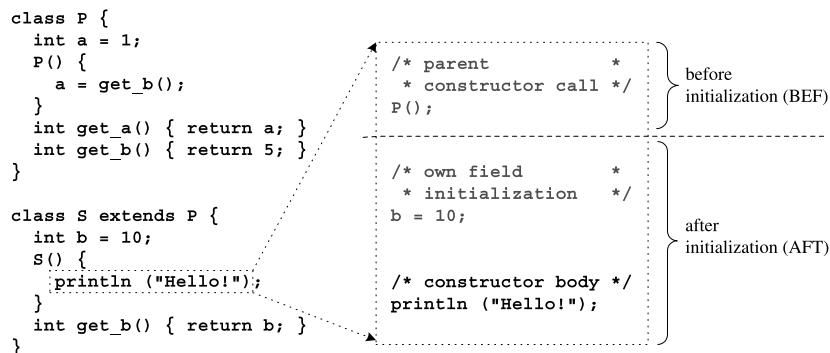 class P {
  int a = 1;
  P() {
    a = get_b();
  }
  int get_a() { return a; }
  int get_b() { return 5; }
}
class S extends P {
  int b = 10;
  S() {
    println ("Hello!");
  }
  int get_b() { return b; }
}
/* parent             *
 * constructor call */
P();
before
initialization (BEF)
/* own field          *
 * initialization   */
b = 10;
/* constructor body */
println ("Hello!");
after
initialization (AFT)